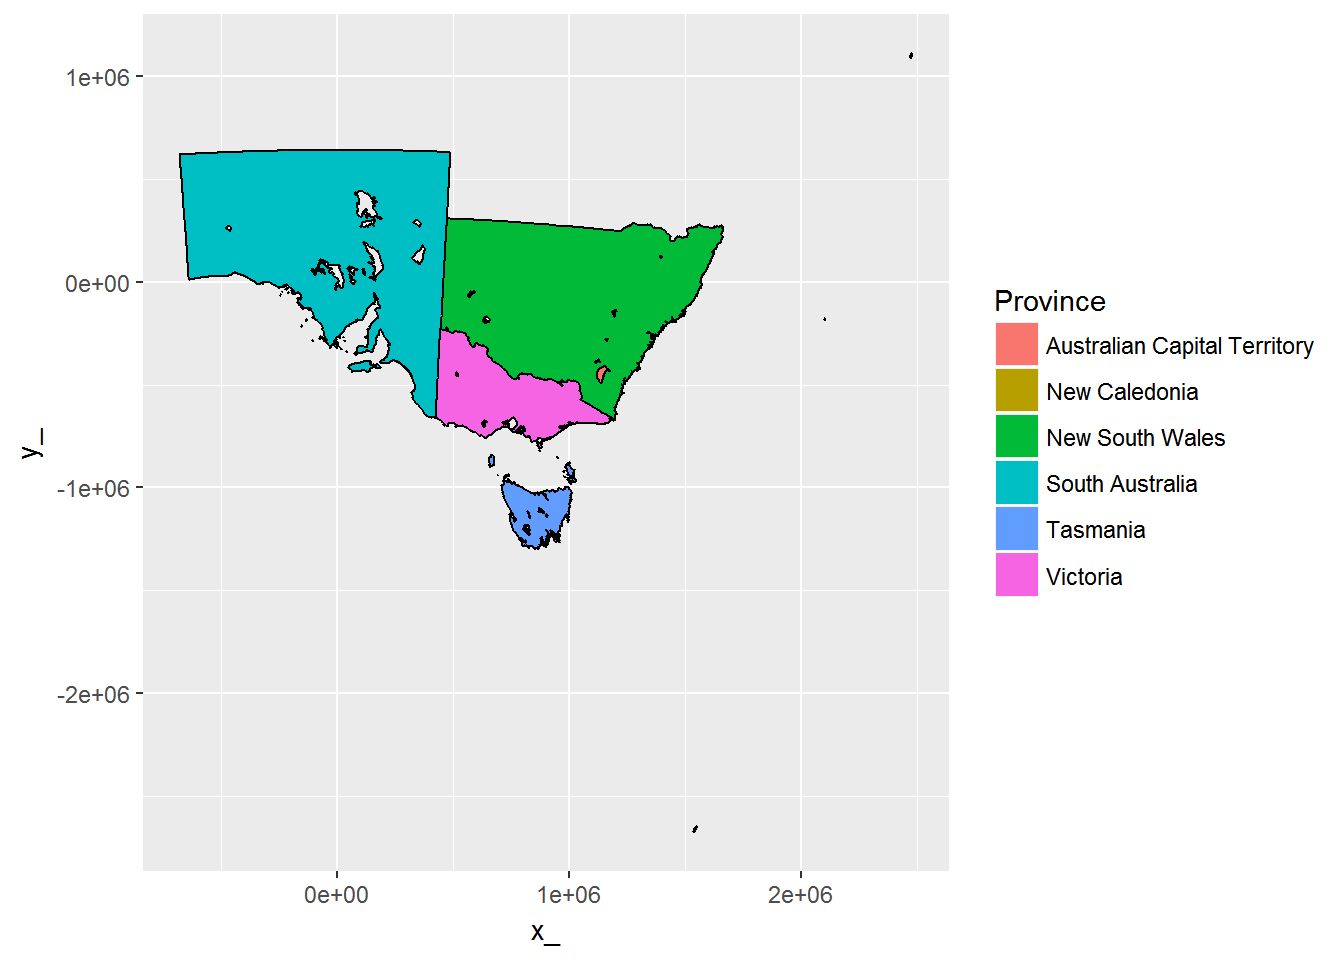 1e+06
0e+00
-1e+06
-2e+06
y_
0e+00
1e+06
2e+06
x_
Province
Australian Capital Territory
New Caledonia
New South Wales
South Australia
Tasmania
Victoria